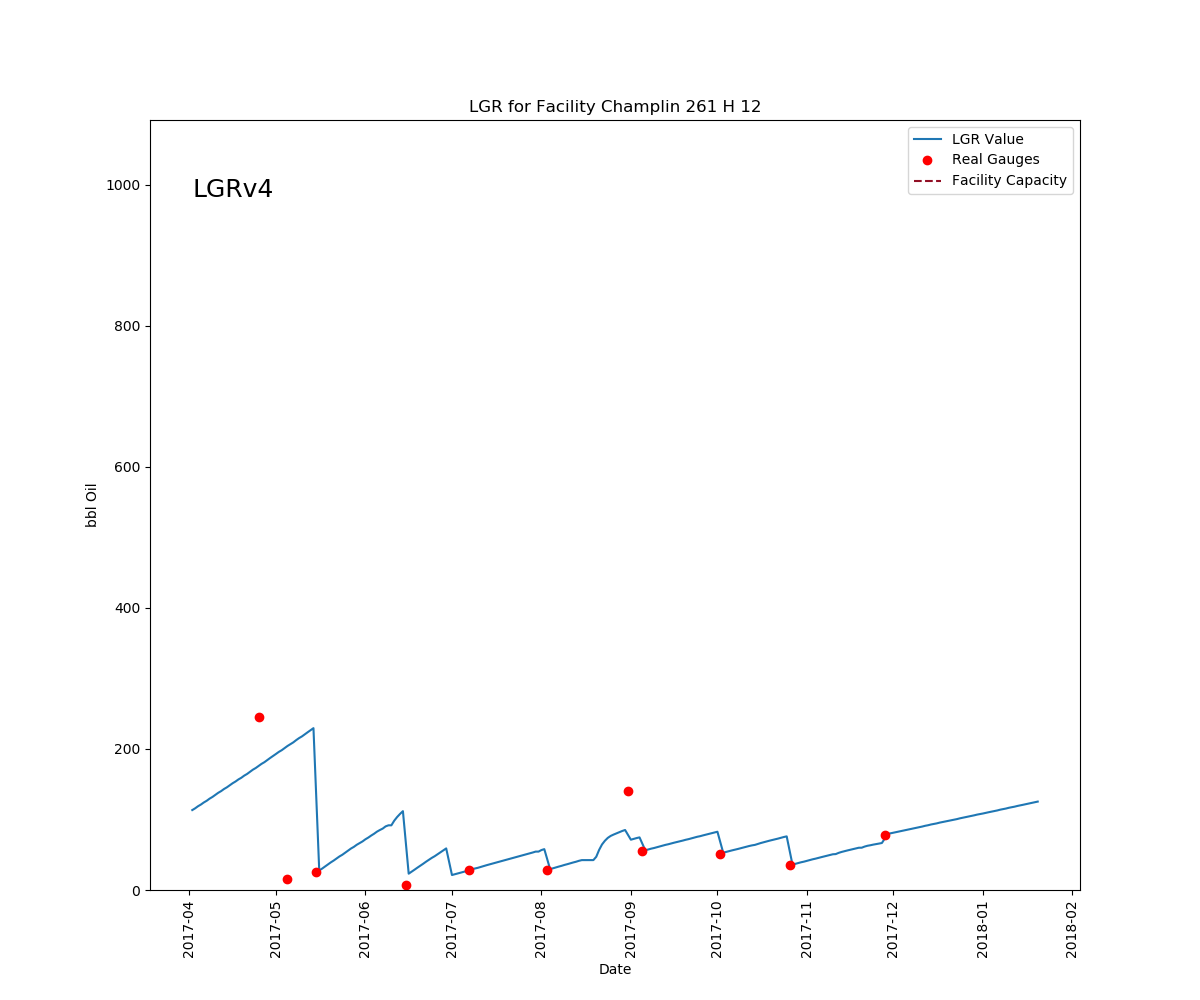 LGR for Facility Champlin 261 H 12
LGR Value
Real Gauges
Facility Capacity
LGRv4
1000
800
600
400
200
0
bbl Oil
2017-04
2017-05
2017-06
2017-07
2017-08
2017-09
2017-10
2017-11
2017-12
2018-01
2018-02
Date